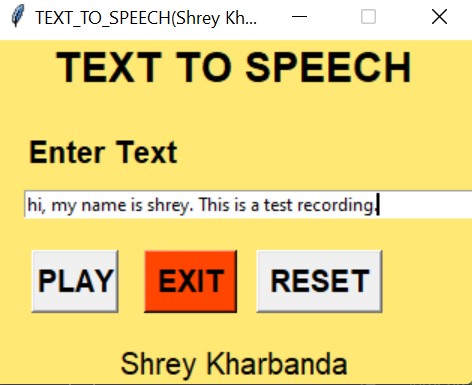 TEXT_TO_SPEECH(Shrey Kh...
TEXT TO SPEECH
Enter Text
hi, my name is shrey. This is a test recording.
PLAY EXIT RESET
Shrey Kharbanda